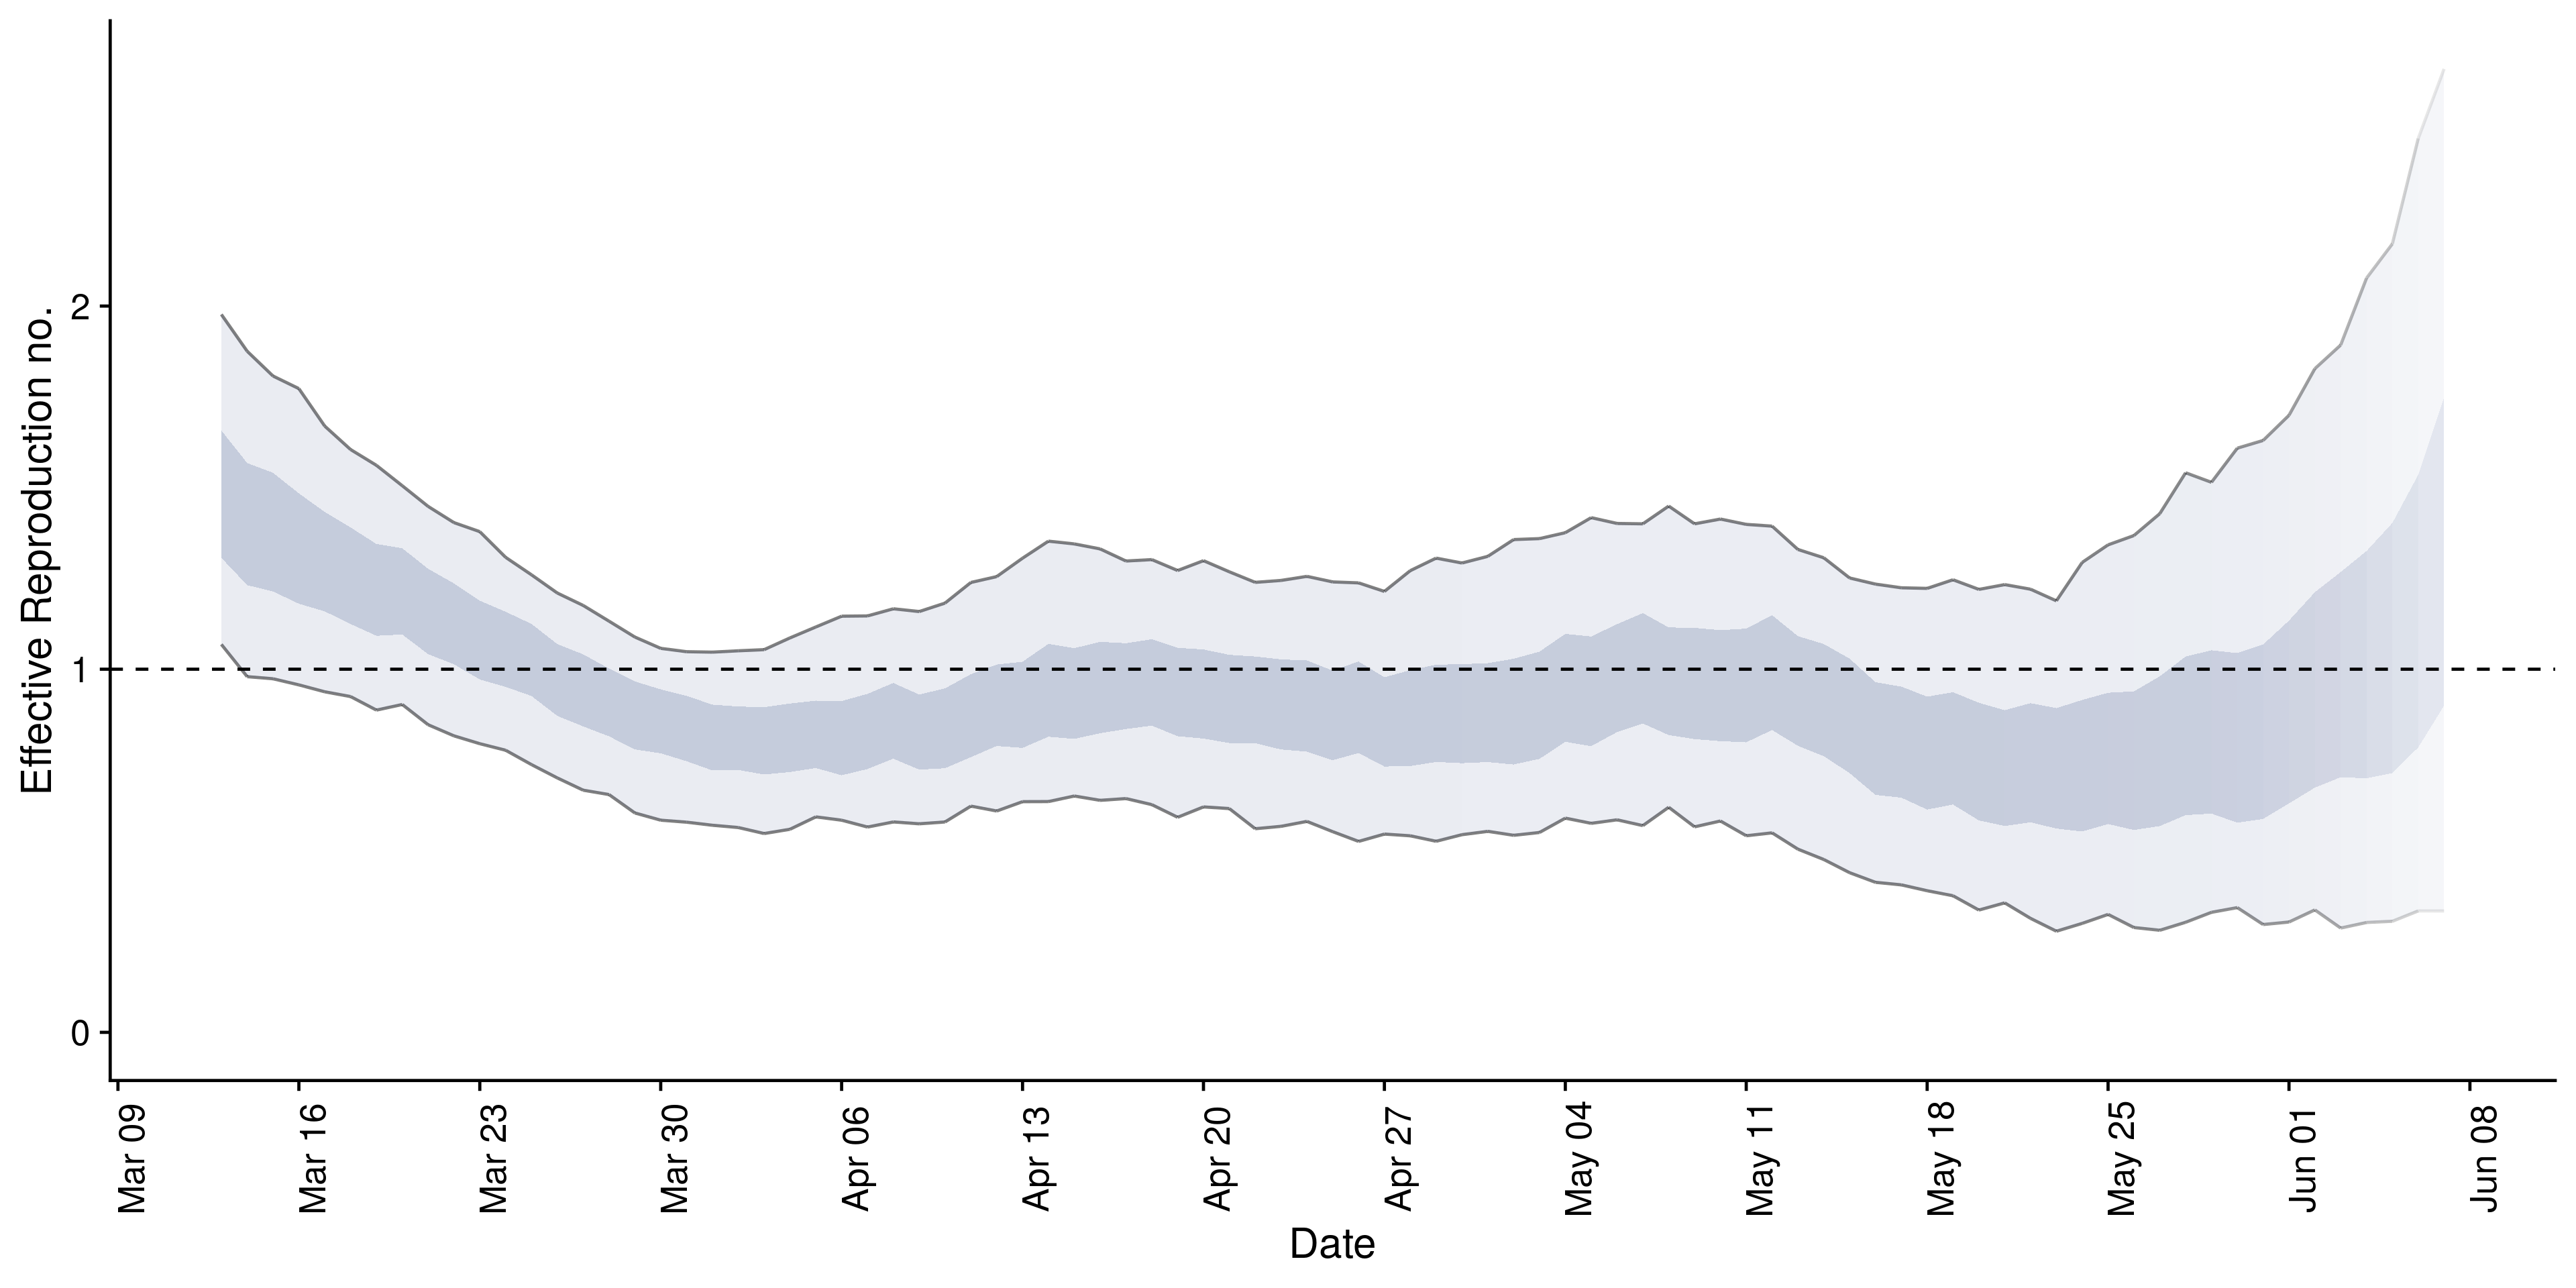 Effective Reproduction no.
2
1
0
Mar 09
Mar 16
Mar 23
Mar 30
Apr 06
Apr 13
Apr 20
Apr 27
May 04
May 11
May 18
May 25
Jun 01
Jun 08
Date